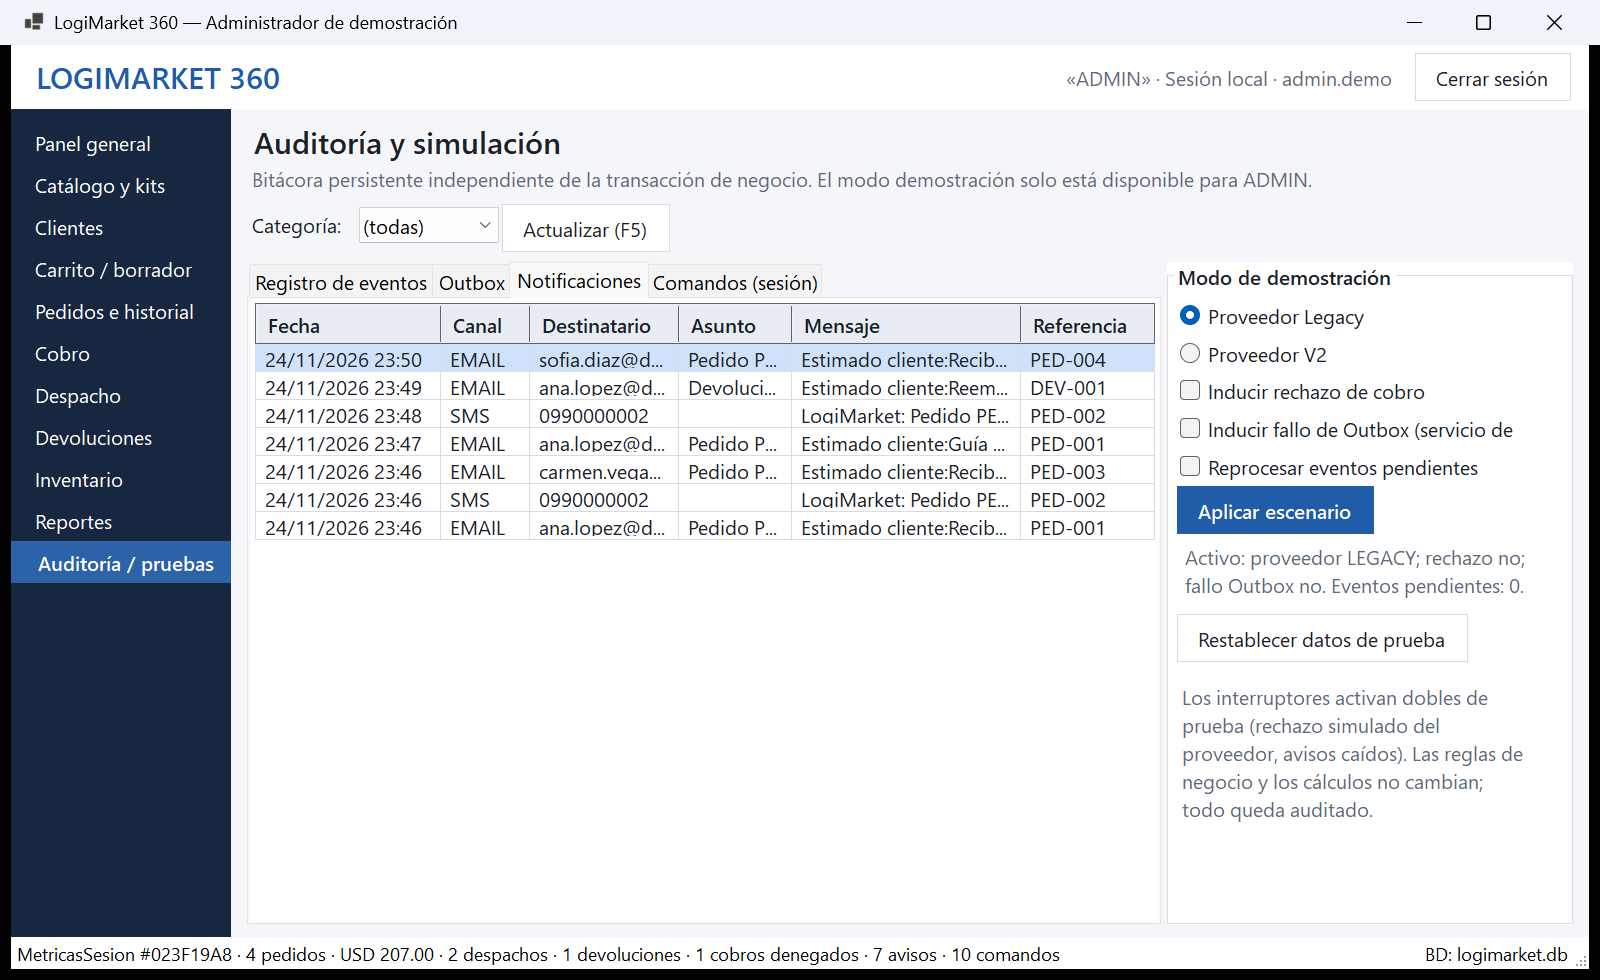 LogiMarket 360 — Administrador de demostración
LOGIMARKET 360
«ADMIN» · Sesión local · admin.demo
Cerrar sesión
Panel general
Catálogo y kits
Clientes
Carrito / borrador
Pedidos e historial
Cobro
Despacho
Devoluciones
Inventario
Reportes
Auditoría / pruebas
Auditoría y simulación
Bitácora persistente independiente de la transacción de negocio. El modo demostración solo está disponible para ADMIN.
Categoría: (todas) Actualizar (F5)
Registro de eventos Outbox Notificaciones Comandos (sesión)
Fecha Canal Destinatario Asunto Mensaje Referencia
24/11/2026 23:50 EMAIL sofia.diaz@d... Pedido P... Estimado cliente:Recib... PED-004
24/11/2026 23:49 EMAIL ana.lopez@d... Devoluci... Estimado cliente:Reem... DEV-001
24/11/2026 23:48 SMS 0990000002 LogiMarket: Pedido PE... PED-002
24/11/2026 23:47 EMAIL ana.lopez@d... Pedido P... Estimado cliente:Guía ... PED-001
24/11/2026 23:46 EMAIL carmen.vega... Pedido P... Estimado cliente:Recib... PED-003
24/11/2026 23:46 SMS 0990000002 LogiMarket: Pedido PE... PED-002
24/11/2026 23:46 EMAIL ana.lopez@d... Pedido P... Estimado cliente:Recib... PED-001
Modo de demostración
Proveedor Legacy
Proveedor V2
Inducir rechazo de cobro
Inducir fallo de Outbox (servicio de
Reprocesar eventos pendientes
Aplicar escenario
Activo: proveedor LEGACY; rechazo no;
fallo Outbox no. Eventos pendientes: 0.
Restablecer datos de prueba
Los interruptores activan dobles de
prueba (rechazo simulado del
proveedor, avisos caídos). Las reglas de
negocio y los cálculos no cambian;
todo queda auditado.
MetricasSesion #023F19A8 · 4 pedidos · USD 207.00 · 2 despachos · 1 devoluciones · 1 cobros denegados · 7 avisos · 10 comandos
BD: logimarket.db